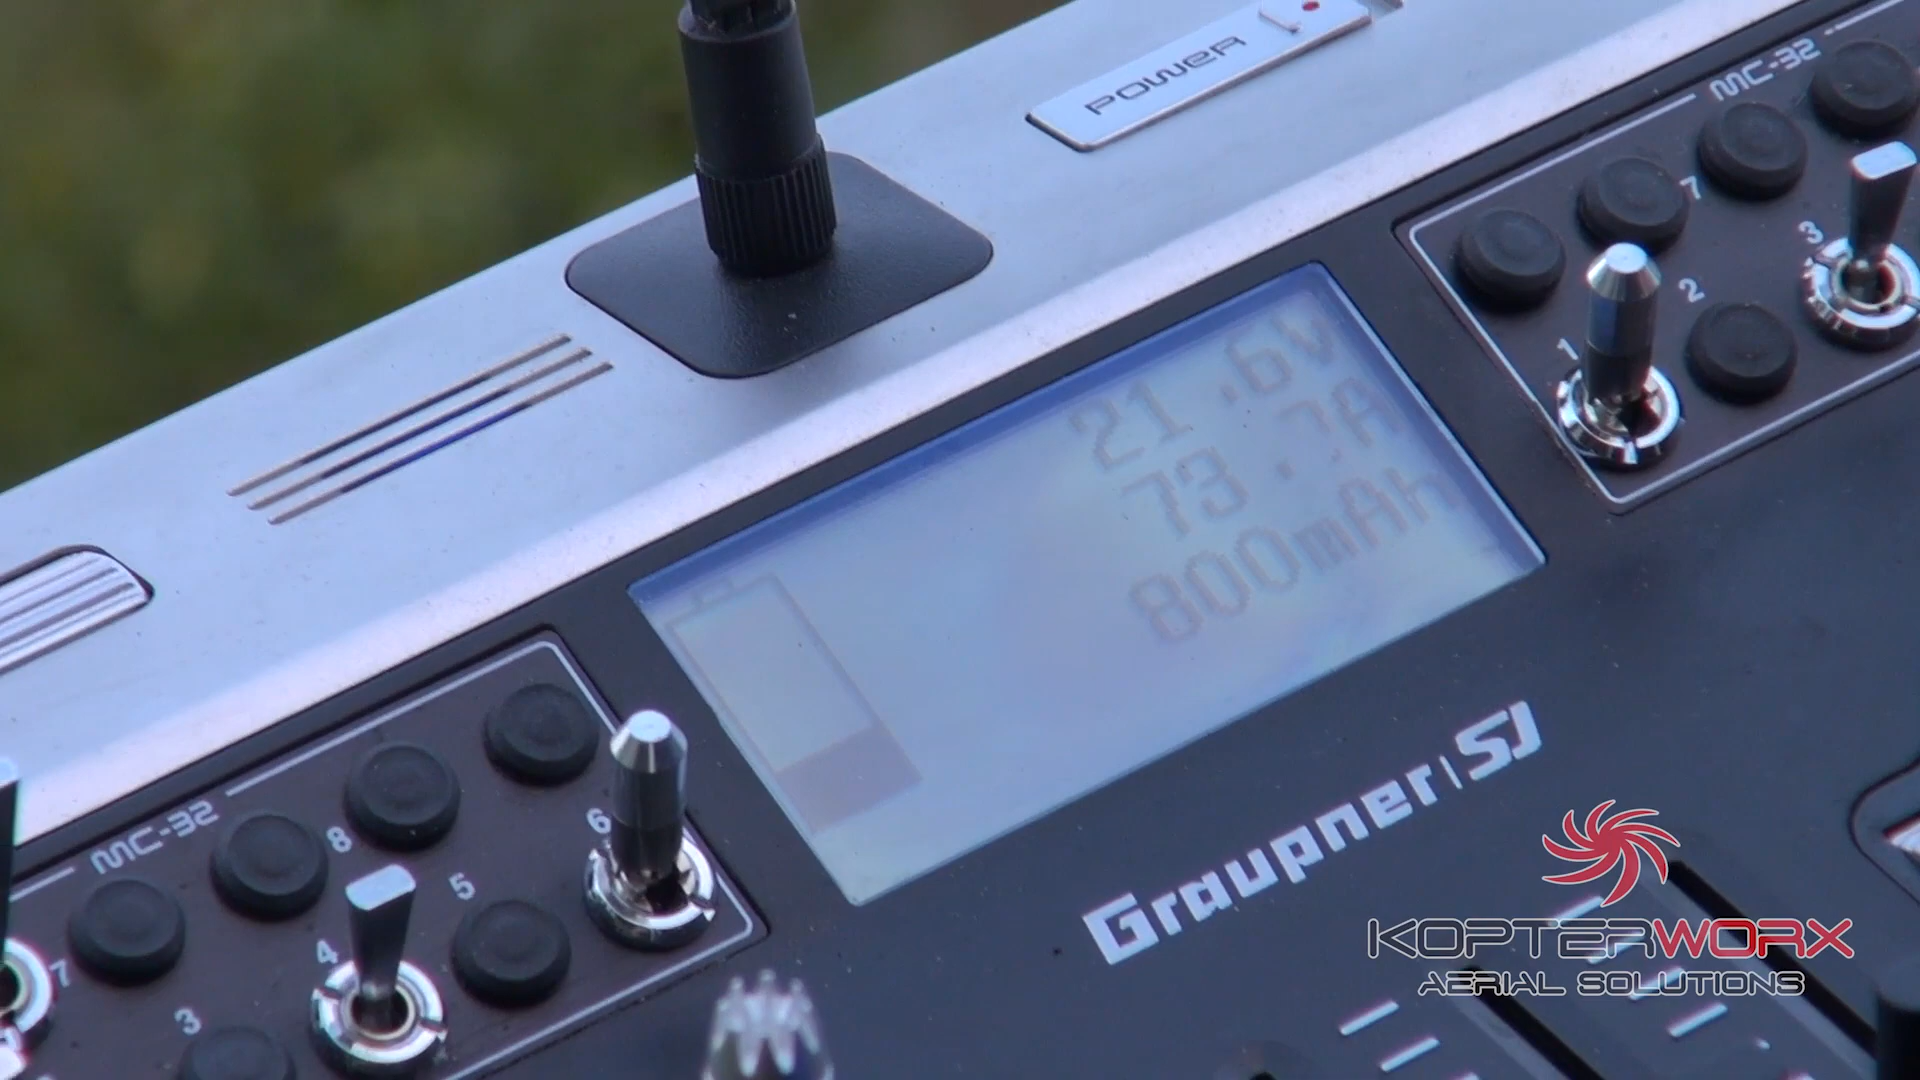 POWER
MC-32
7
3
2
1
21.6V
73.7A
800mAh
Graupner|SJ
MC-32
8
6
5
4
7
3
KOPTERWORX
AERIAL SOLUTIONS